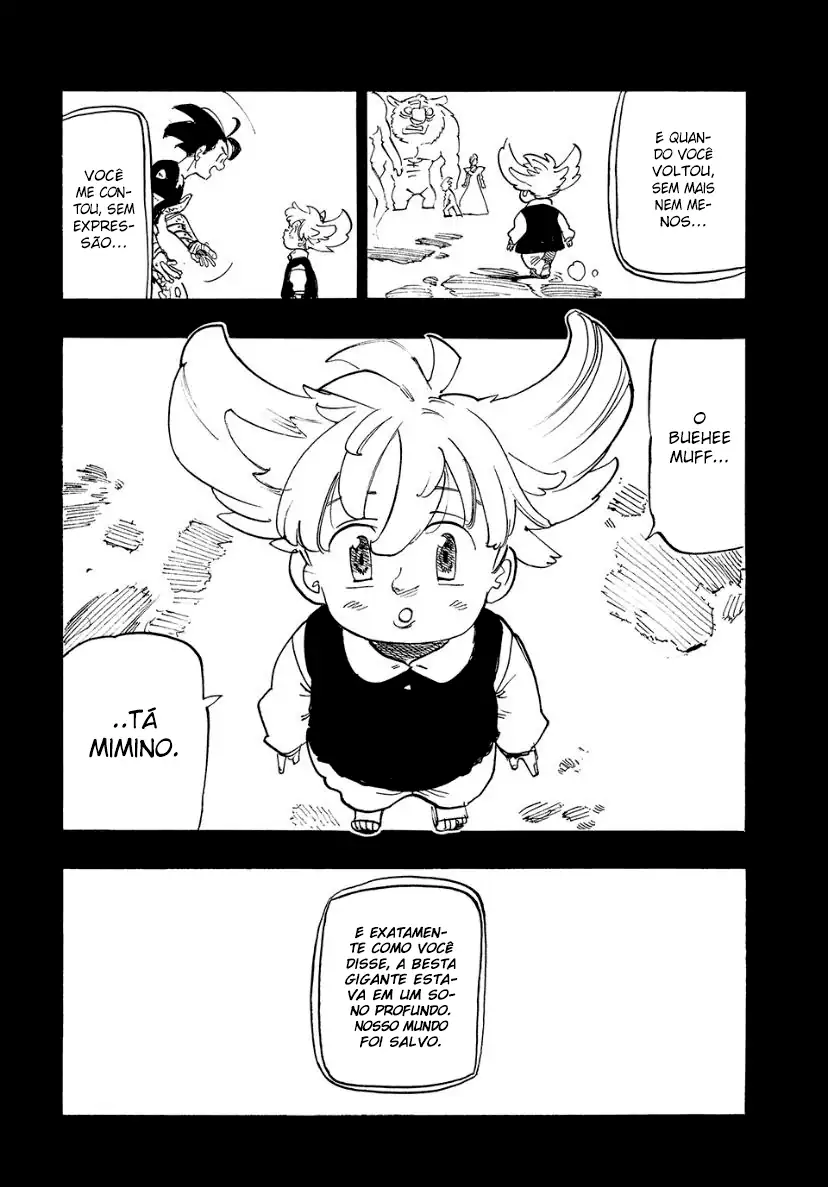 E QUAN-
DO VOCÊ
VOLTOU,
SEM MAIS
NEM ME-
NOS...
VOCÊ
ME CON-
TOU, SEM
EXPRES-
SÃO...
O
BUEHEE
MUFF...
..TÁ
MIMINO.
E EXATAMEN-
TE COMO VOCÊ
DISSE, A BESTA
GIGANTE ESTA-
VA EM UM SO-
NO PROFUNDO.
NOSSO MUNDO
FOI SALVO.